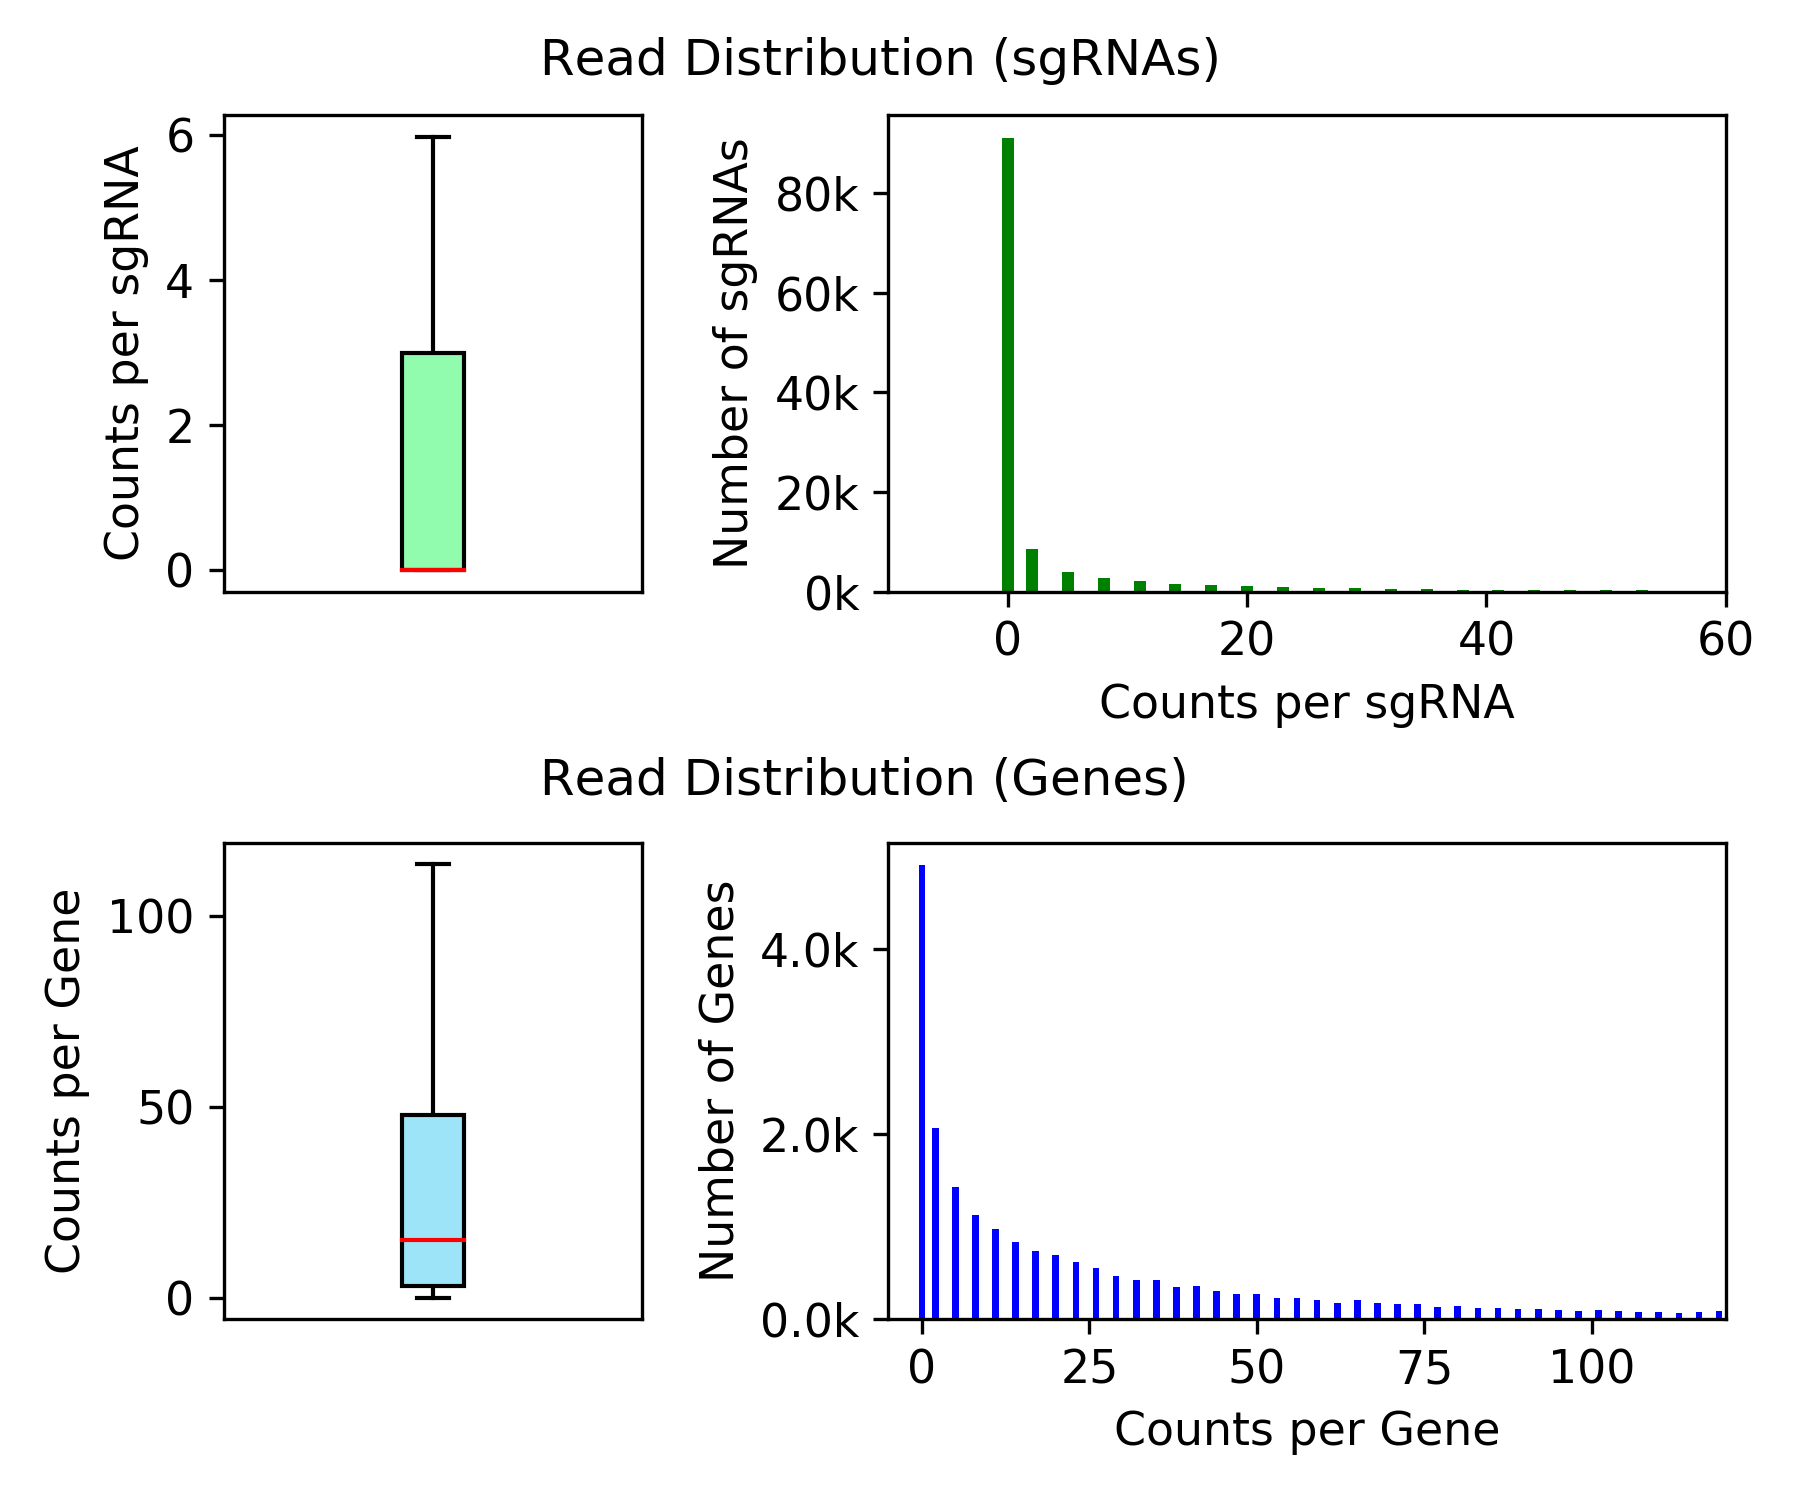 Read Distribution (sgRNAs)
Counts per sgRNA
6
4
2
0
Number of sgRNAs
80k
60k
40k
20k
0k
0 20 40 60
Counts per sgRNA
Read Distribution (Genes)
Counts per Gene
100
50
0
Number of Genes
4.0k
2.0k
0.0k
0 25 50 75 100
Counts per Gene